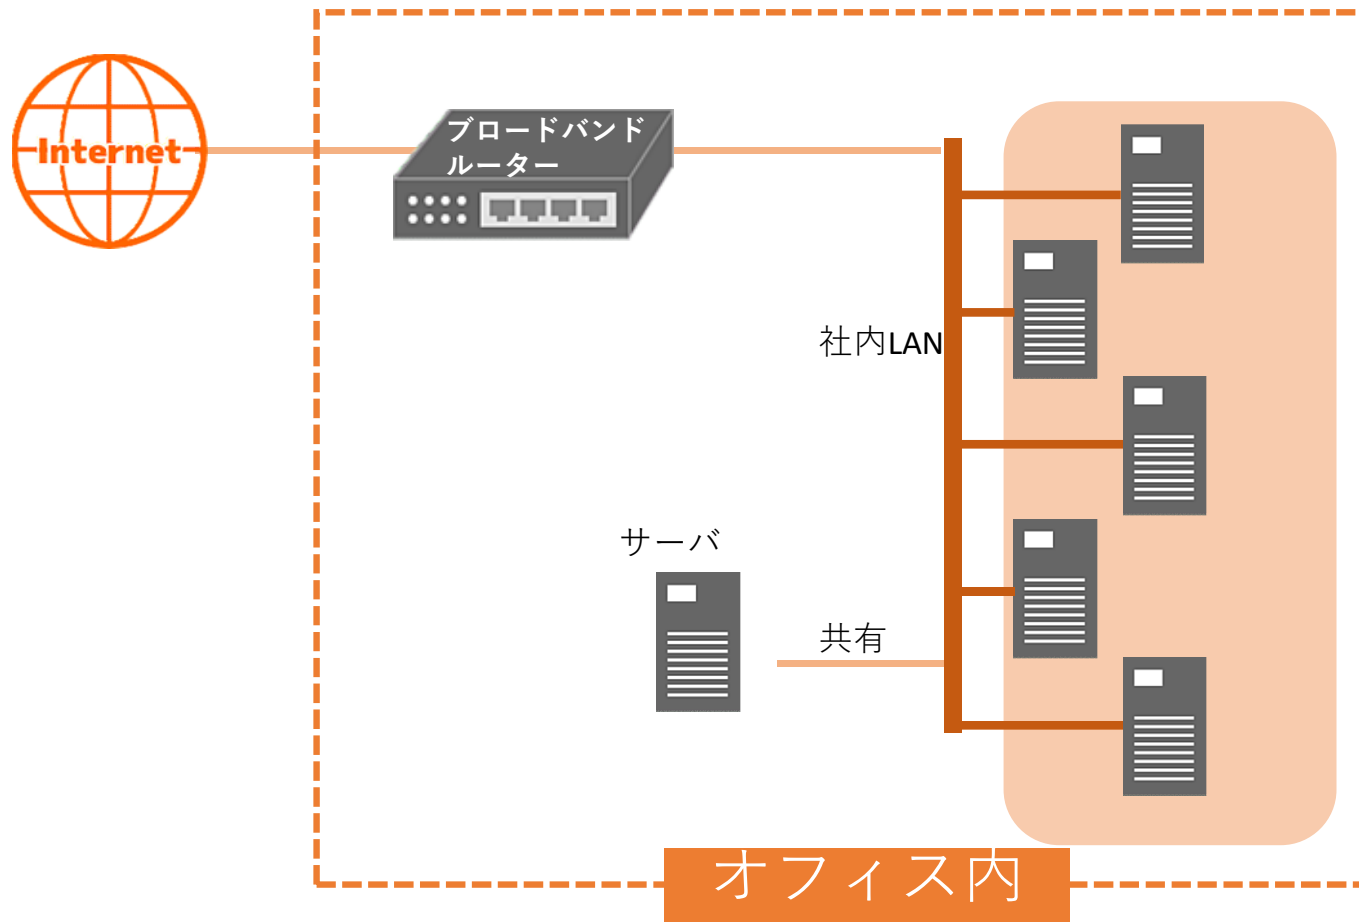 Internet
ブロードバンド
ルーター
社内LAN
サーバ
共有
オフィス内